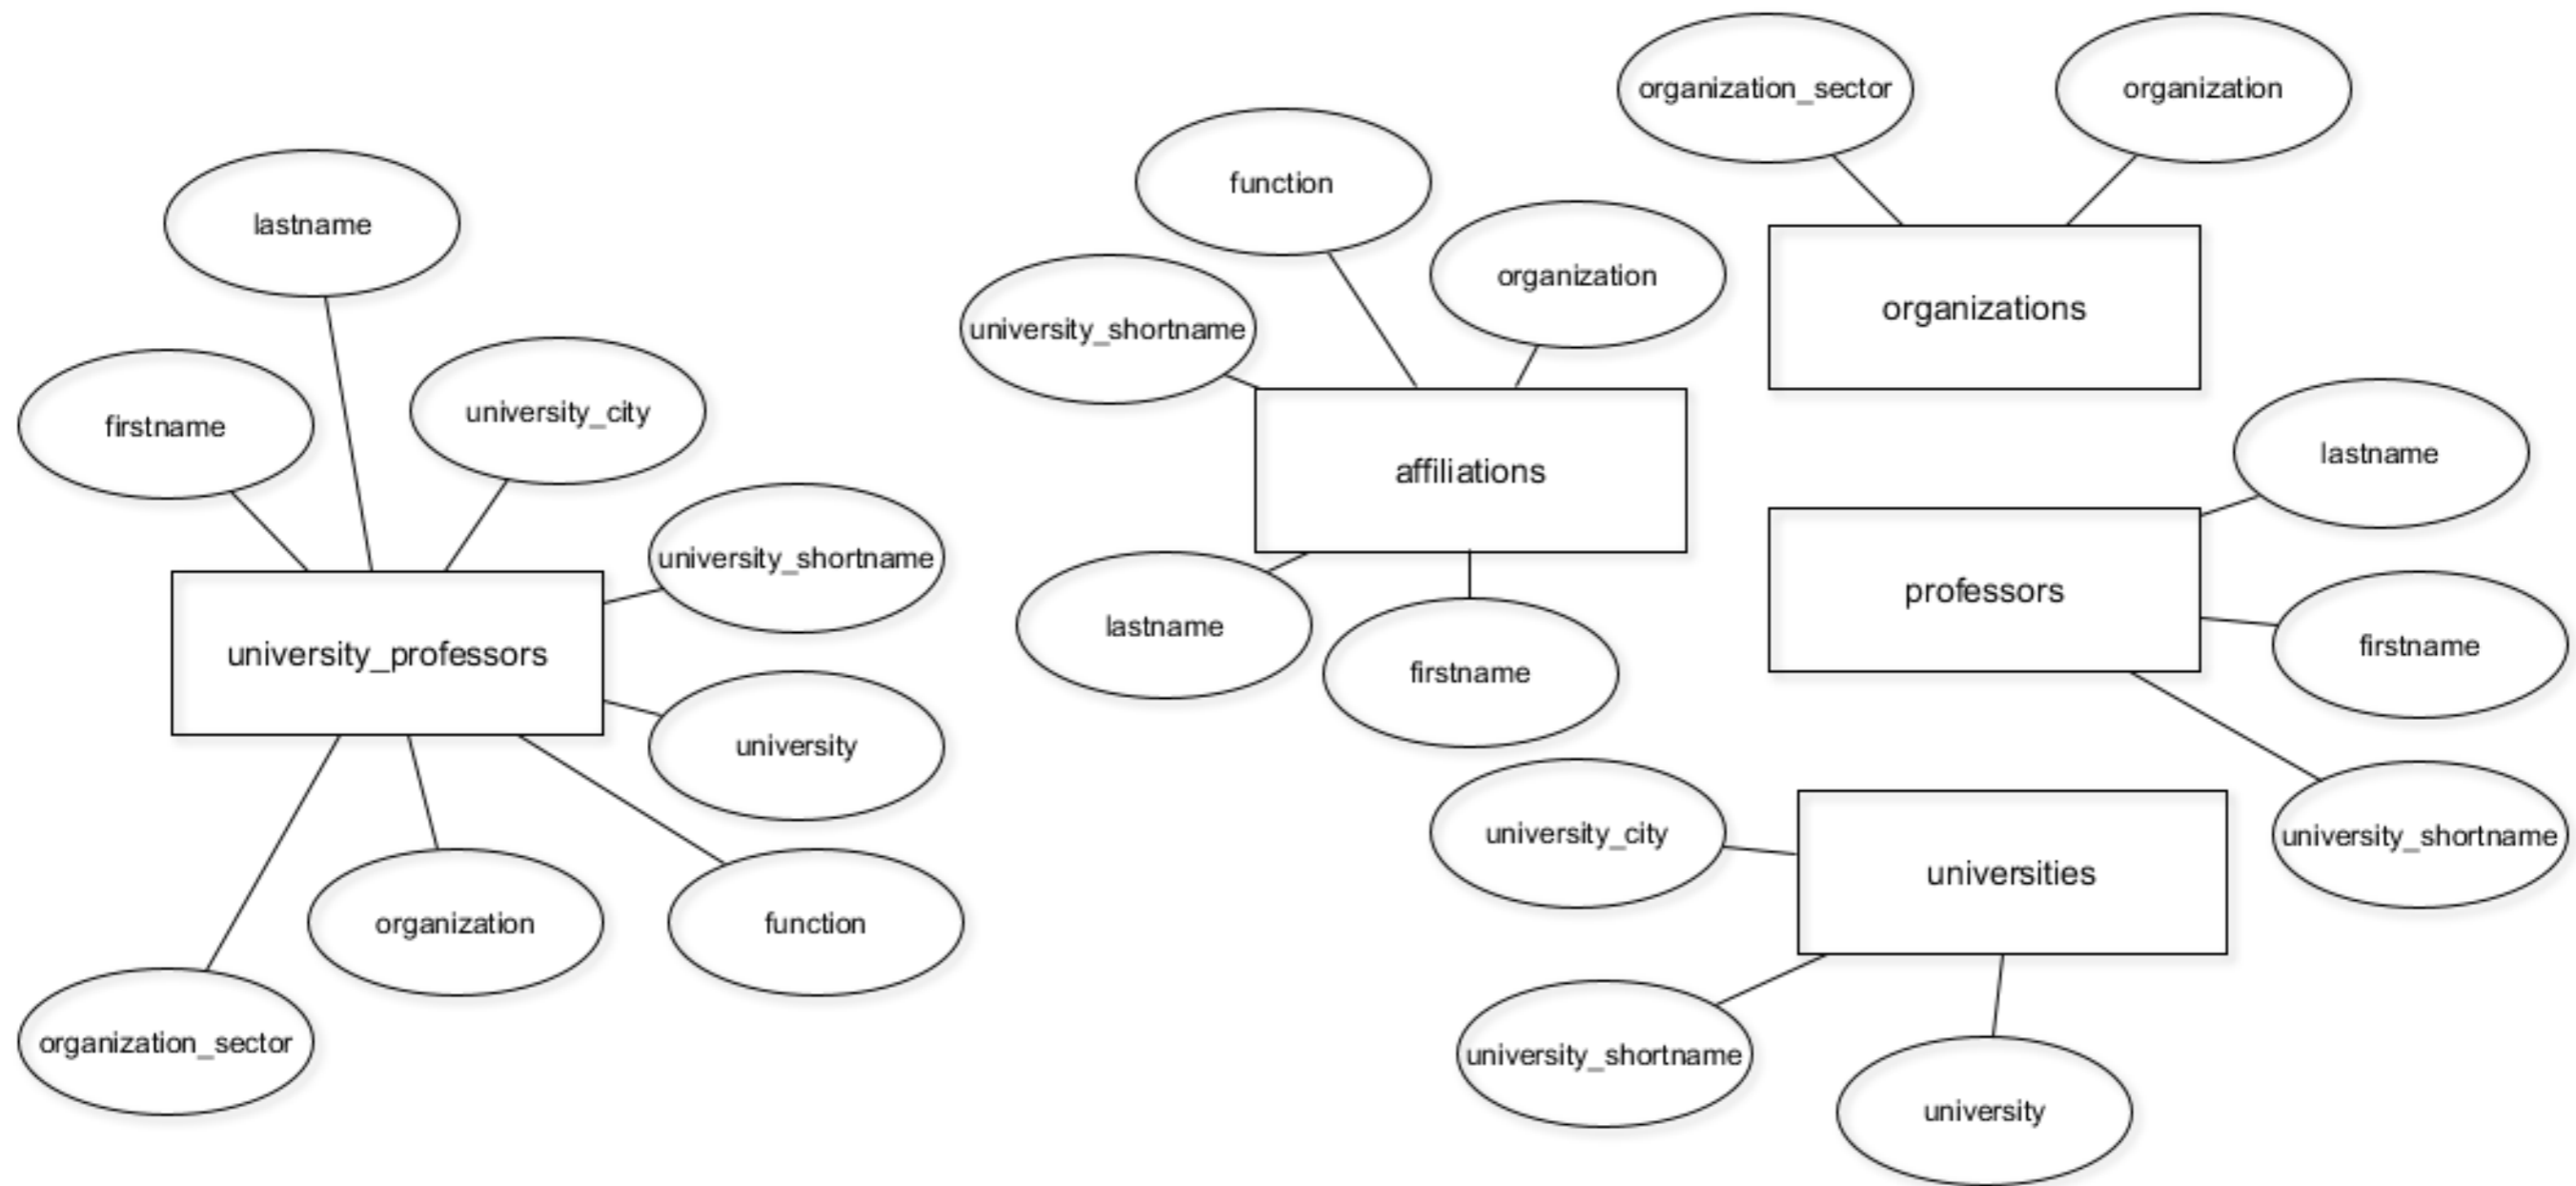 lastname
firstname
university_city
university_shortname
university_professors
university
organization
function
organization_sector
function
organization
university_shortname
affiliations
lastname
firstname
organization_sector
organization
organizations
lastname
professors
firstname
university_shortname
university_city
universities
university_shortname
university